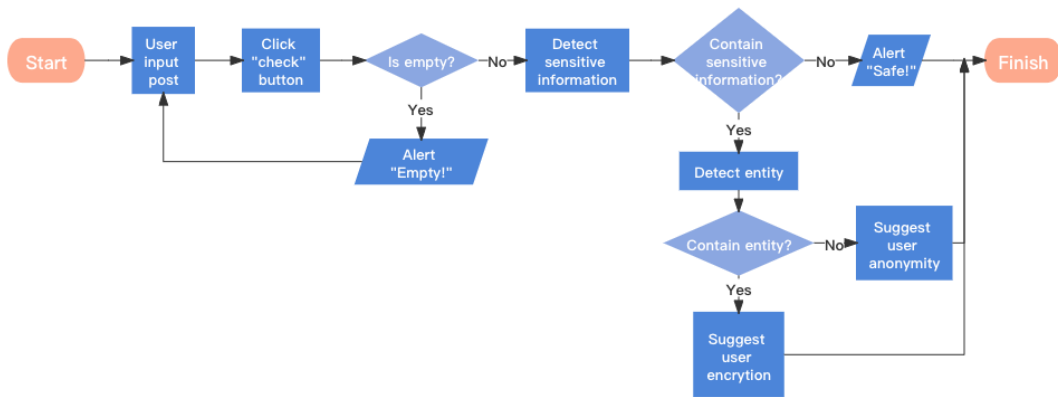 Start
User
input
post
Click
"check"
button
Is empty?
No
Detect
sensitive
information
Contain
sensitive
information?
No
Alert
"Safe!"
Finish
Yes
Alert
"Empty!"
Yes
Detect entity
Contain entity?
No
Suggest
user
anonymity
Yes
Suggest
user
encrytion